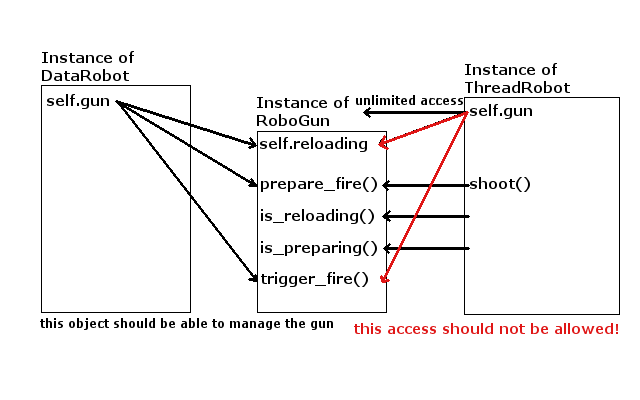 Instance of
DataRobot
self.gun
this object should be able to manage the gun
Instance of
RoboGun
self.reloading
prepare_fire()
is_reloading()
is_preparing()
trigger_fire()
unlimited access
Instance of
ThreadRobot
self.gun
shoot()
this access should not be allowed!